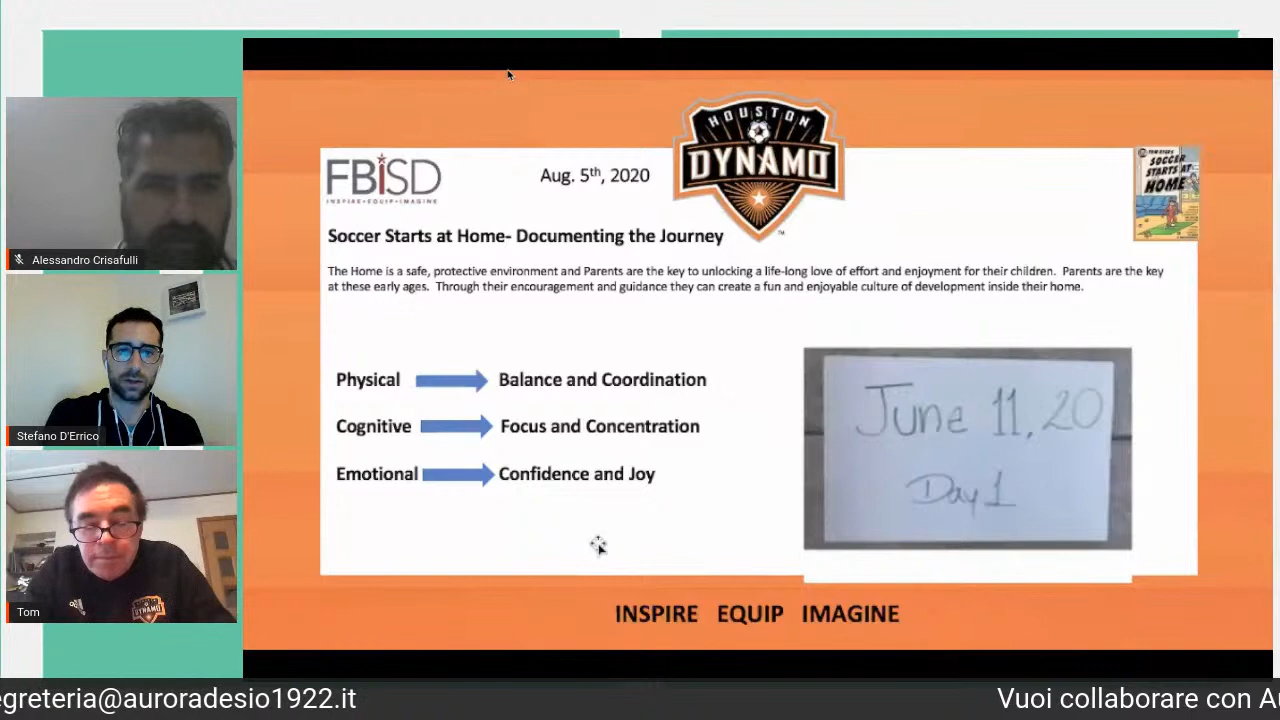 Alessandro Crisafulli
Stefano D'Errico
Tom
HOUSTON
DYNAMO
TM
FBiSD
INSPIRE•EQUIP•IMAGINE
Aug. 5th, 2020
SOCCER
STARTS AT
HOME
Soccer Starts at Home- Documenting the Journey
The Home is a safe, protective environment and Parents are the key to unlocking a life-long love of effort and enjoyment for their children. Parents are the key
at these early ages. Through their encouragement and guidance they can create a fun and enjoyable culture of development inside their home.
Physical Balance and Coordination
Cognitive Focus and Concentration
Emotional Confidence and Joy
June 11, 20
Day 1
DYNAMO
INSPIRE EQUIP IMAGINE
egreteria@auroradesio1922.it Vuoi collaborare con A